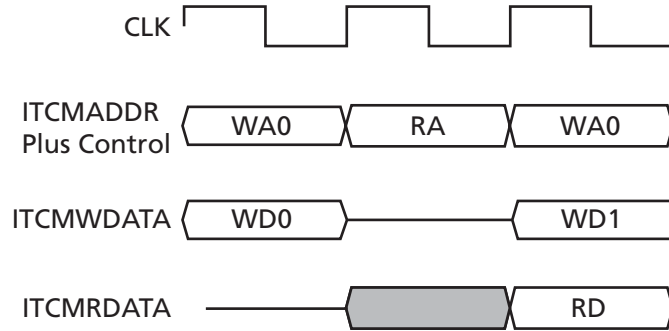 CLK
ITCMADDR
Plus Control
WA0 RA WA0
ITCMWDATA WD0 WD1
ITCMRDATA RD